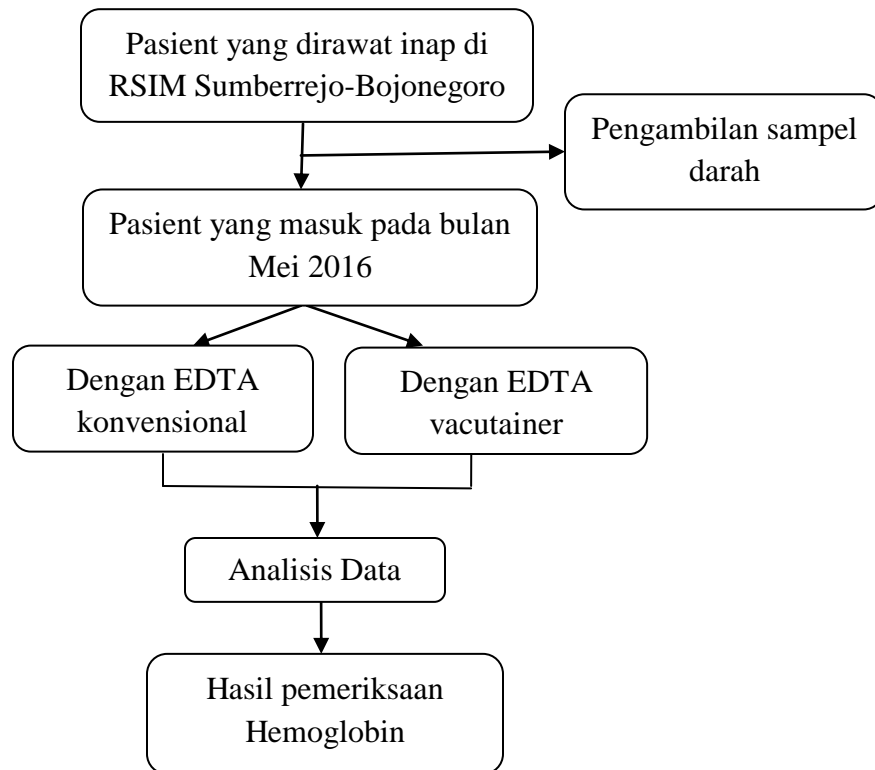 Pasient yang dirawat inap di
RSIM Sumberrejo-Bojonegoro
Pengambilan sampel
darah
Pasient yang masuk pada bulan
Mei 2016
Dengan EDTA
konvensional
Dengan EDTA
vacutainer
Analisis Data
Hasil pemeriksaan
Hemoglobin